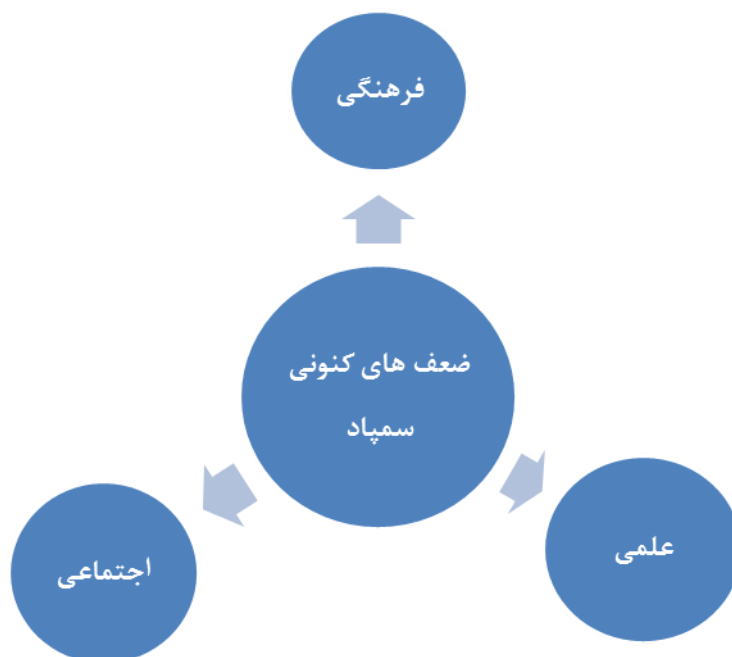 فرهنگی
ضعف های کنونی
سمپاد
علمی
اجتماعی